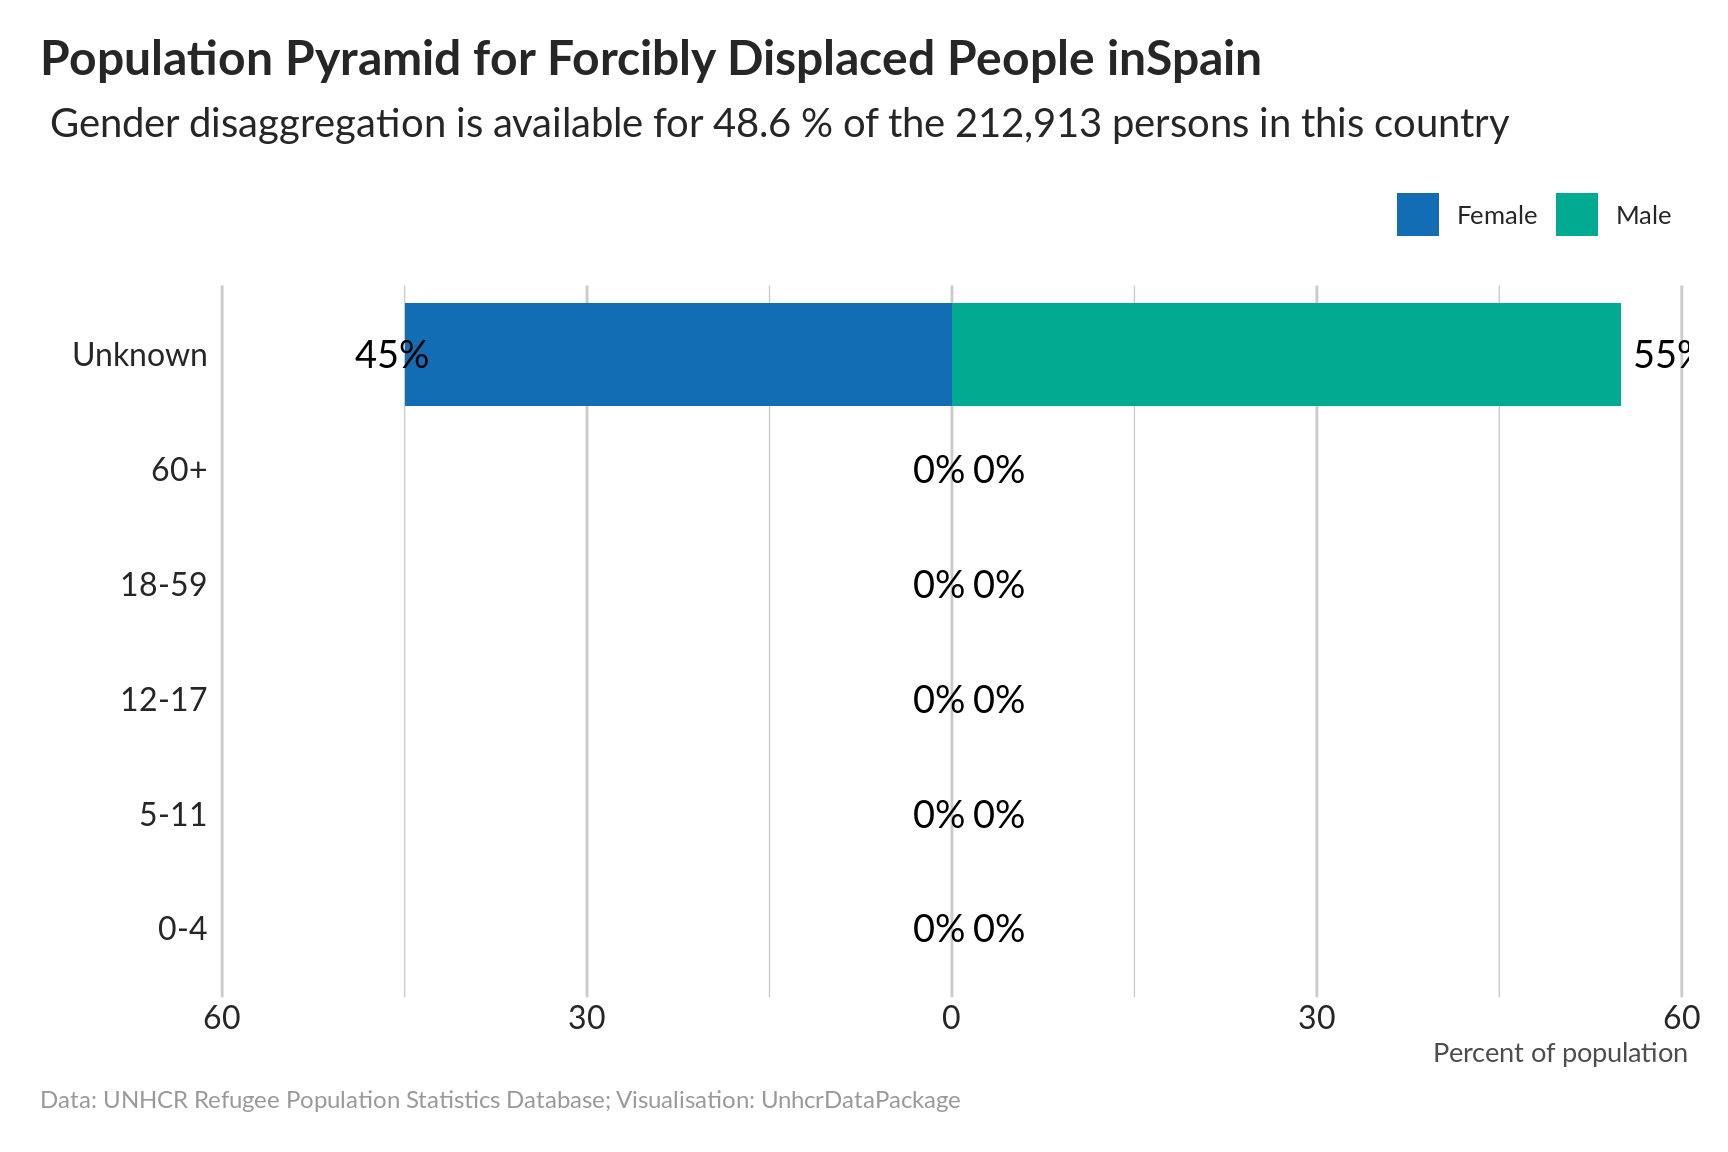 Population Pyramid for Forcibly Displaced People inSpain
Gender disaggregation is available for 48.6 % of the 212,913 persons in this country
Female Male
Unknown 45% 55%
60+ 0% 0%
18-59 0% 0%
12-17 0% 0%
5-11 0% 0%
0-4 0% 0%
60 30 0 30 60
Percent of population
Data: UNHCR Refugee Population Statistics Database; Visualisation: UnhcrDataPackage